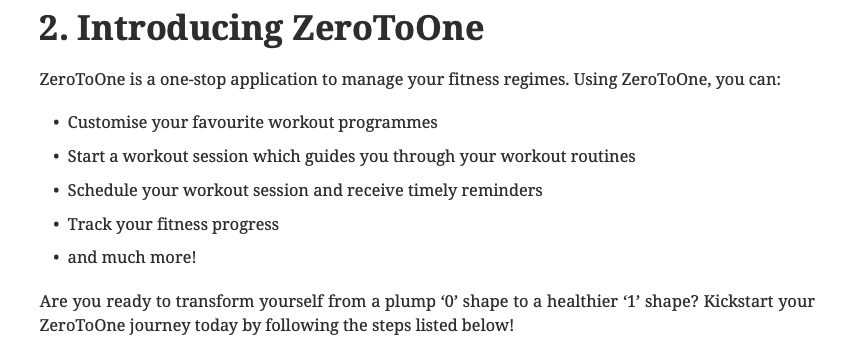 2. Introducing ZeroToOne
ZeroToOne is a one-stop application to manage your fitness regimes. Using ZeroToOne, you can:
• Customise your favourite workout programmes
• Start a workout session which guides you through your workout routines
• Schedule your workout session and receive timely reminders
• Track your fitness progress
• and much more!
Are you ready to transform yourself from a plump ‘0’ shape to a healthier ‘1’ shape? Kickstart your
ZeroToOne journey today by following the steps listed below!